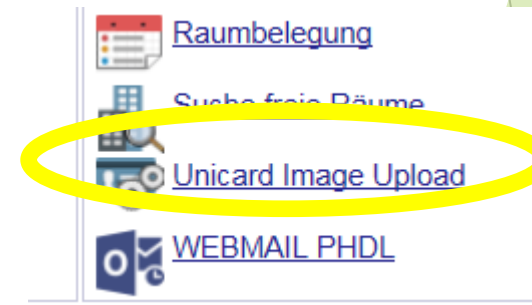 Raumbelegung
Suche freie Räume
Unicard Image Upload
WEBMAIL PHDL